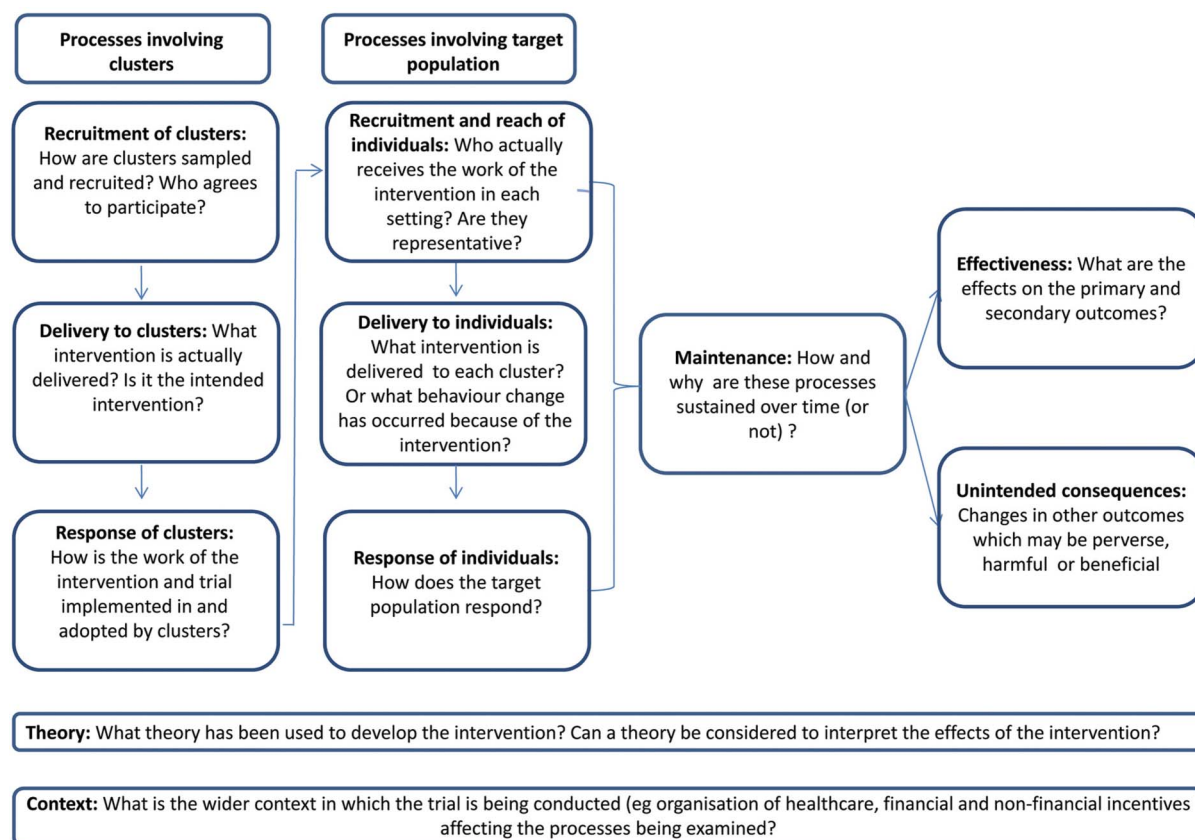 Processes involving
clusters
Processes involving target
population
Recruitment of clusters:
How are clusters sampled
and recruited? Who agrees
to participate?
Recruitment and reach of
individuals: Who actually
receives the work of the
intervention in each
setting? Are they
representative?
Delivery to clusters: What
intervention is actually
delivered? Is it the intended
intervention?
Delivery to individuals:
What intervention is
delivered to each cluster?
Or what behaviour change
has occurred because of the
intervention?
Response of clusters:
How is the work of the
intervention and trial
implemented in and
adopted by clusters?
Response of individuals:
How does the target
population respond?
Maintenance: How and
why are these processes
sustained over time (or
not) ?
Effectiveness: What are the
effects on the primary and
secondary outcomes?
Unintended consequences:
Changes in other outcomes
which may be perverse,
harmful or beneficial
Theory: What theory has been used to develop the intervention? Can a theory be considered to interpret the effects of the intervention?
Context: What is the wider context in which the trial is being conducted (eg organisation of healthcare, financial and non-financial incentives
affecting the processes being examined?